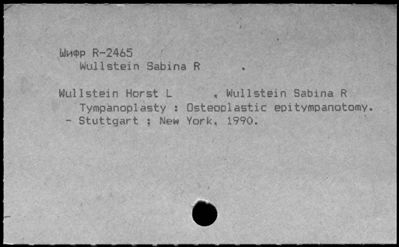 Шифр R-2465
Wullstein Sabina R .
Wullstein Horst L , Wullstein Sabina R
Tympanoplasty : Osteoplastic epitympanotomy.
- Stuttgart ; New York, 1990.